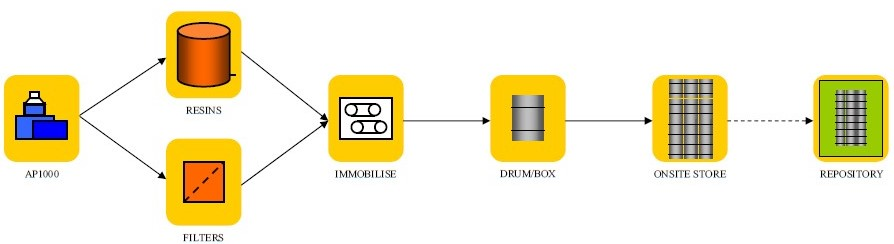 RESINS
AP1000
IMMOBILISE
DRUM/BOX
ONSITE STORE
REPOSITORY
FILTERS